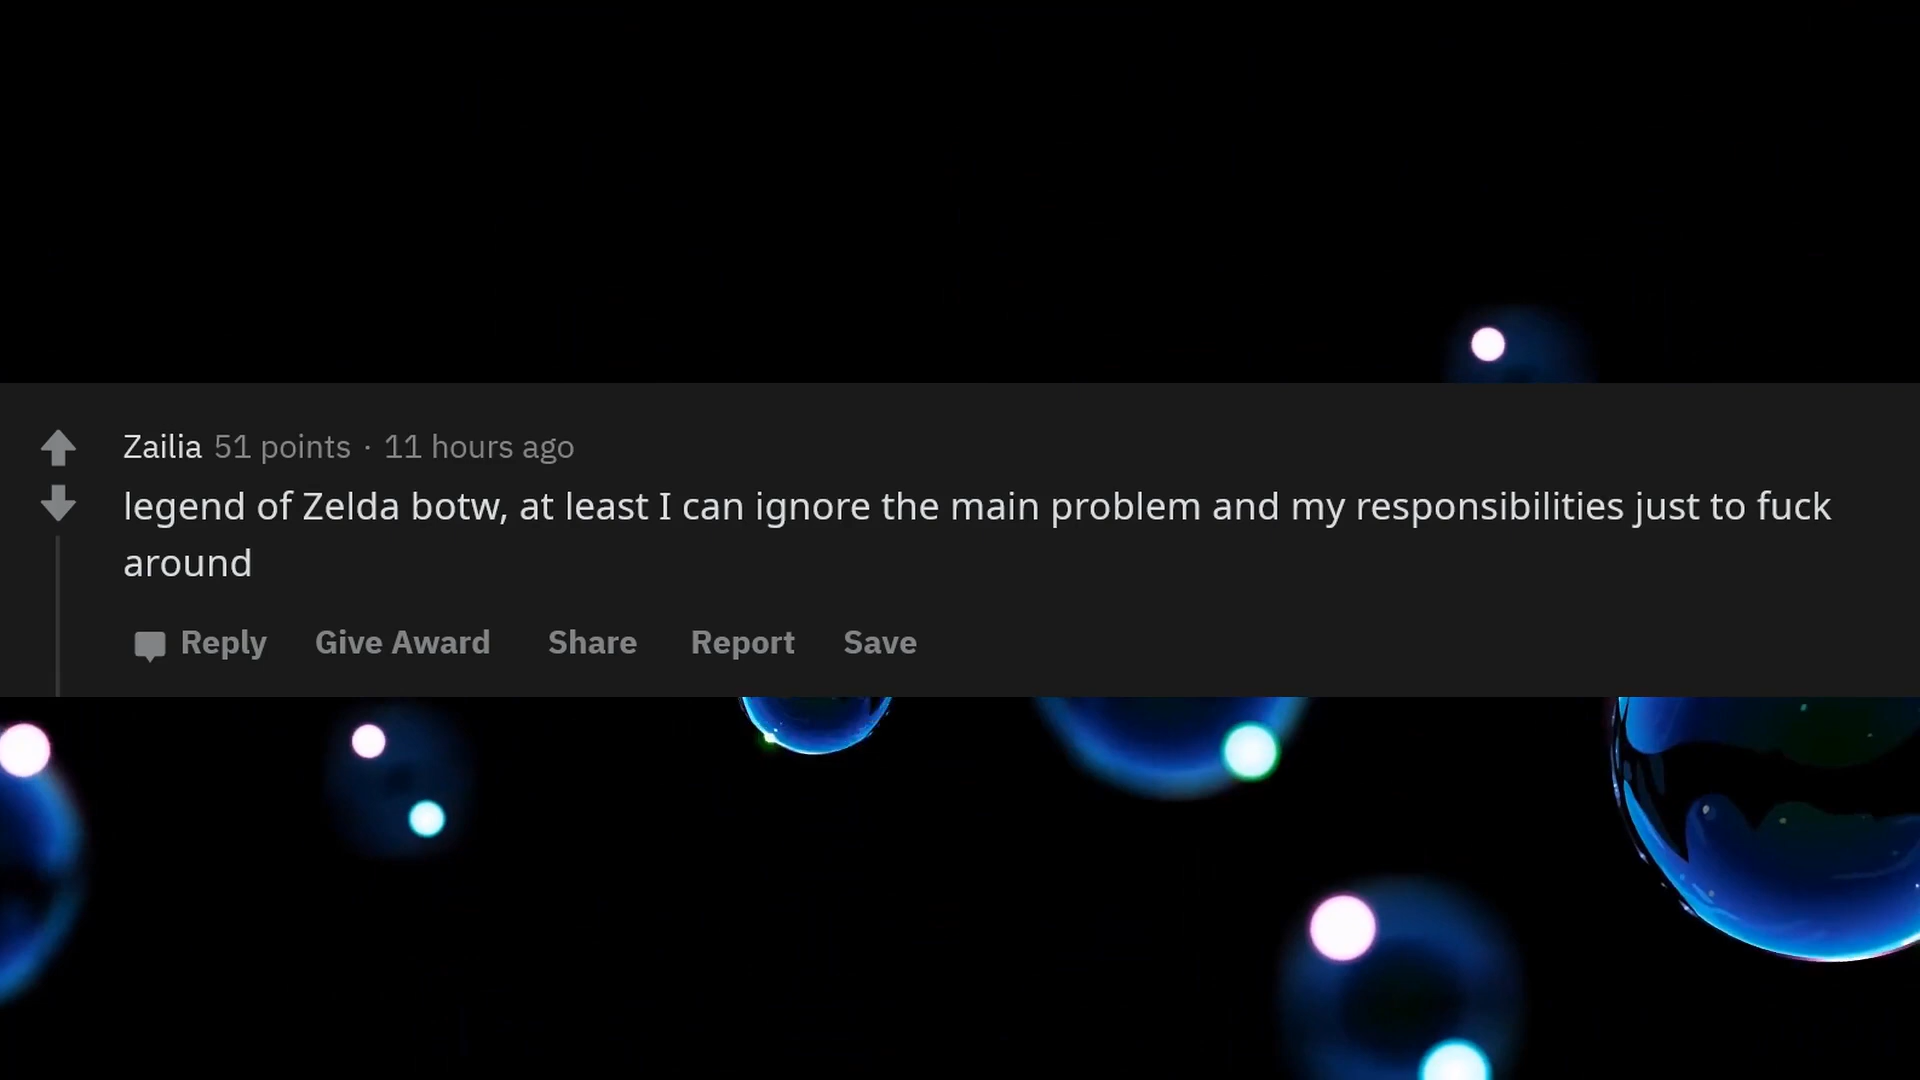 Zailia 51 points · 11 hours ago
legend of Zelda botw, at least I can ignore the main problem and my responsibilities just to fuck
around
Reply Give Award Share Report Save